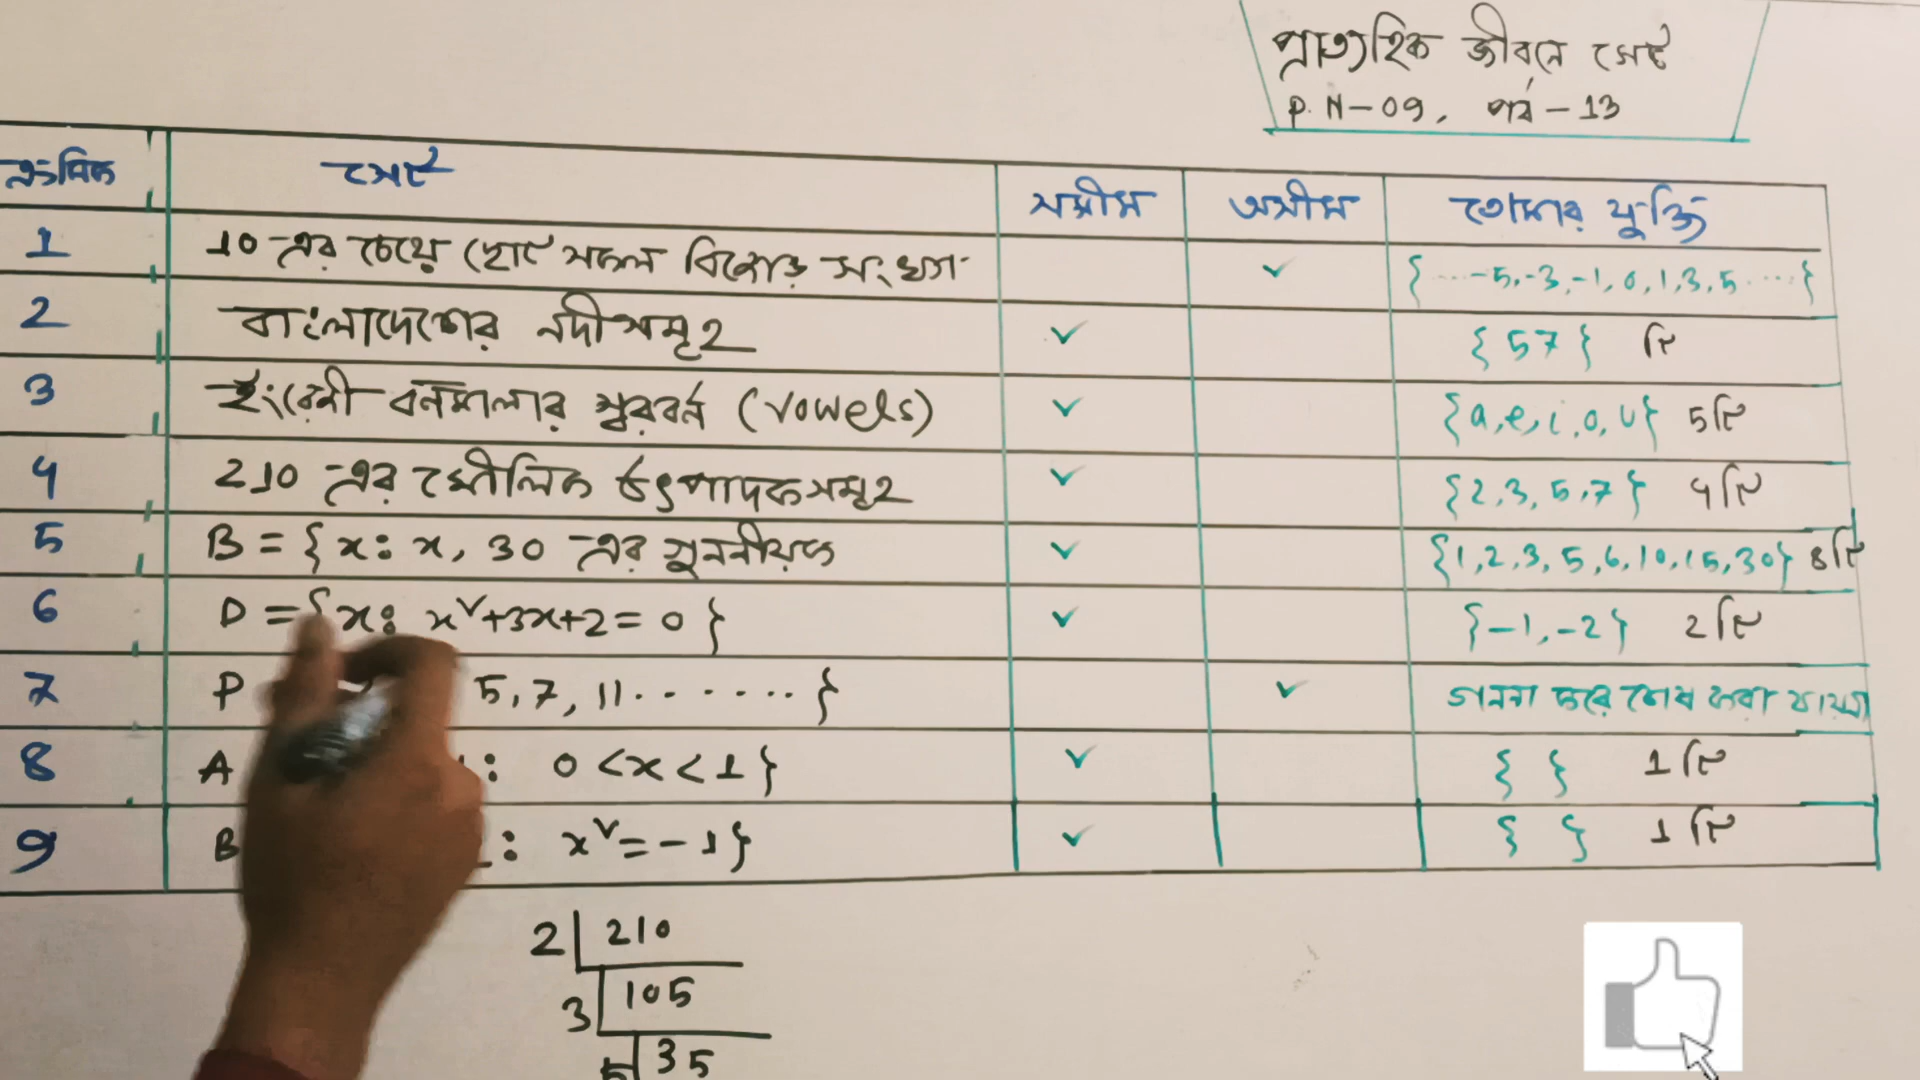 প্রাত্যহিক জীবনে সেট
P. N-09, পর্ব-13
ক্রমিক সেট সসীম অসীম তোমার যুক্তি
1 10-এর চেয়ে ছোট সকল বিজোড় সংখ্যা ✓ {.....-5,-3,-1,0,1,3,5.....}
2 বাংলাদেশের নদীসমূহ ✓ {57} টি
3 ইংরেজী বর্নমালার স্বরবর্ন (vowels) ✓ {a,e,i,o,u} 5টি
4 210 -এর মৌলিক উৎপাদকসমূহ ✓ {2,3,5,7} 4টি
5 B = {x: x, 30 -এর গুননীয়ক ✓ {1,2,3,5,6,10,15,30} 8টি
6 D = {x: x²+3x+2=0} ✓ {-1,-2} 2টি
7 P 5,7,11.......} ✓ গননা করে শেষ করা যায়না
8 A : 0<x<1} ✓ { } 1টি
9 B : x²=-1} ✓ { } 1টি
2 210
3 105
5 35